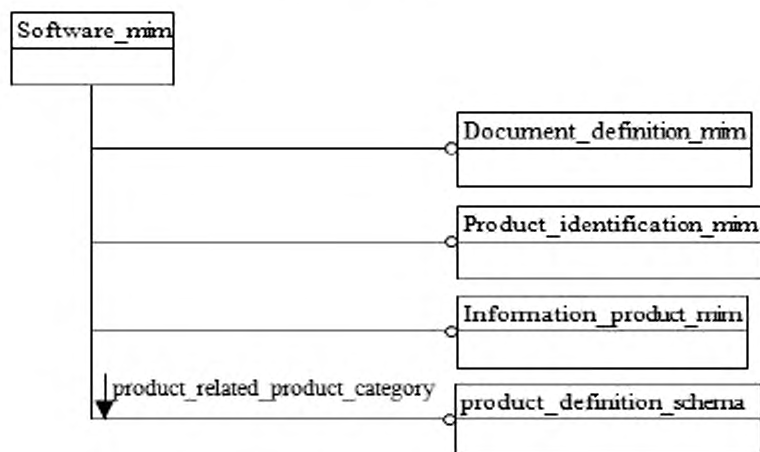 Software_mim
Document_definition_mim
Product_identification_mim
Information_product_mim
product_related_product_category
product_definition_schema